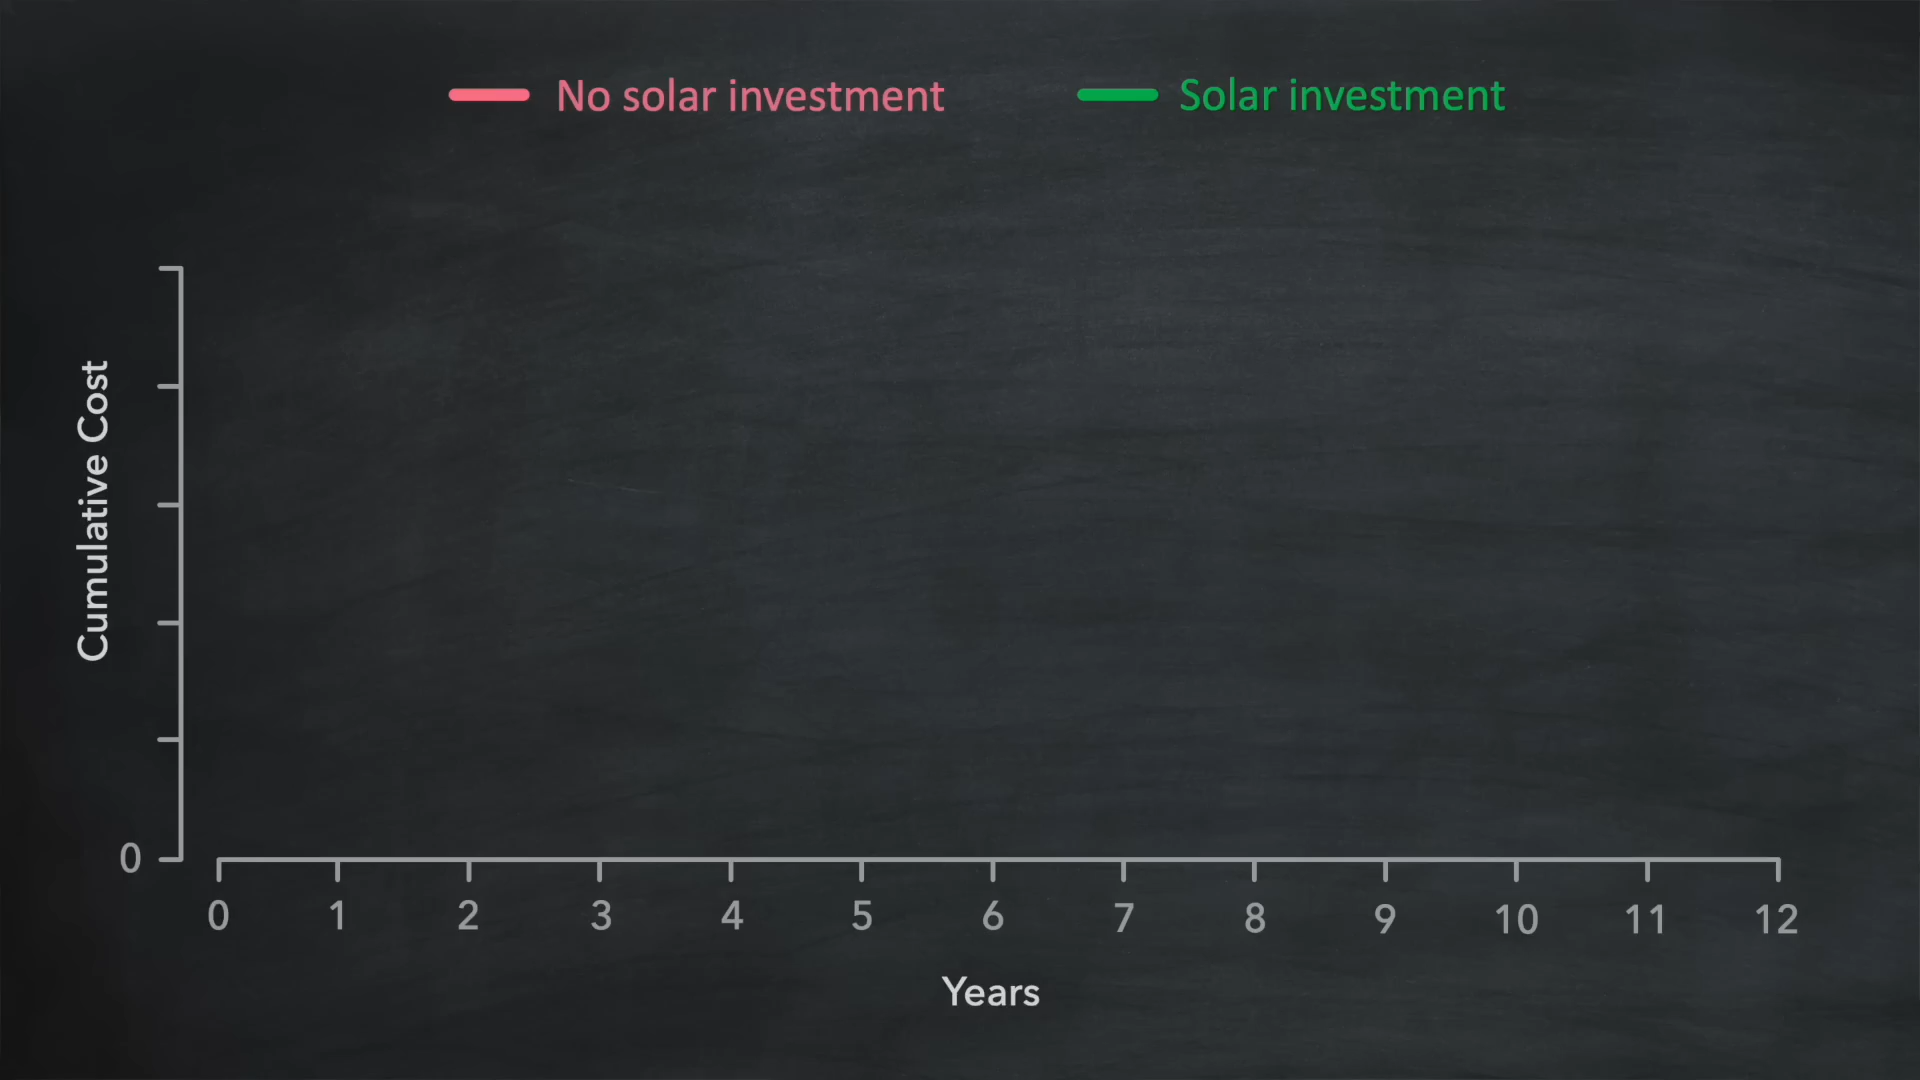 No solar investment
Solar investment
Cumulative Cost
0
0 1 2 3 4 5 6 7 8 9 10 11 12
Years